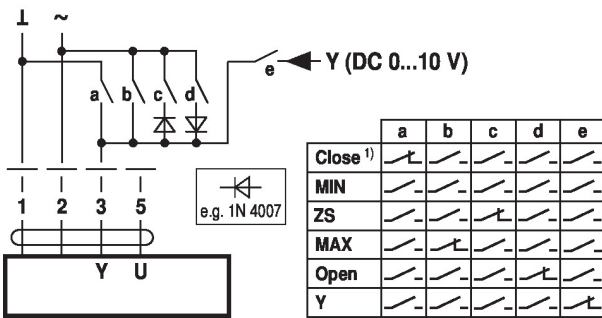 ⊥ ~
e Y (DC 0...10 V)
a b c d
1 2 3 5
Y U
e.g. 1N 4007
a b c d e
Close 1)
MIN
ZS
MAX
Open
Y